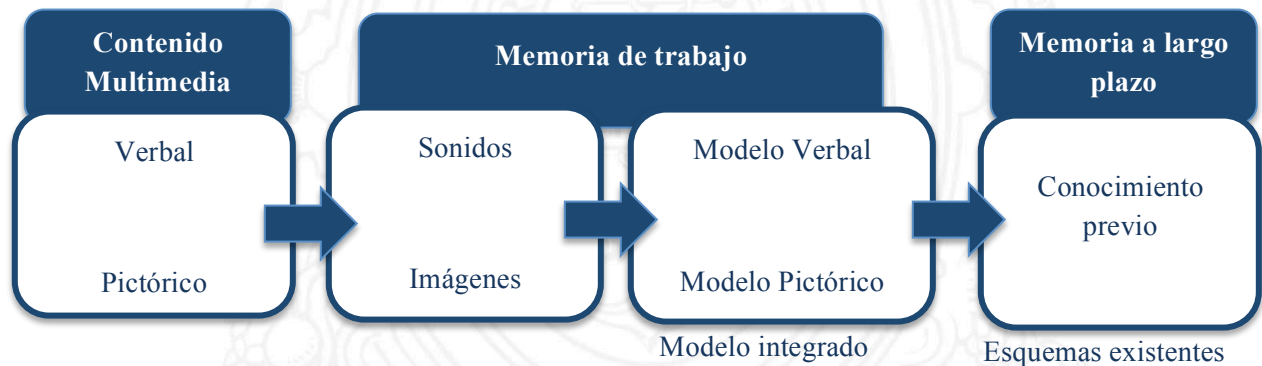 Contenido
Multimedia
Verbal
Pictórico
Memoria de trabajo
Sonidos
Imágenes
Modelo Verbal
Modelo Pictórico
Modelo integrado
Memoria a largo
plazo
Conocimiento
previo
Esquemas existentes